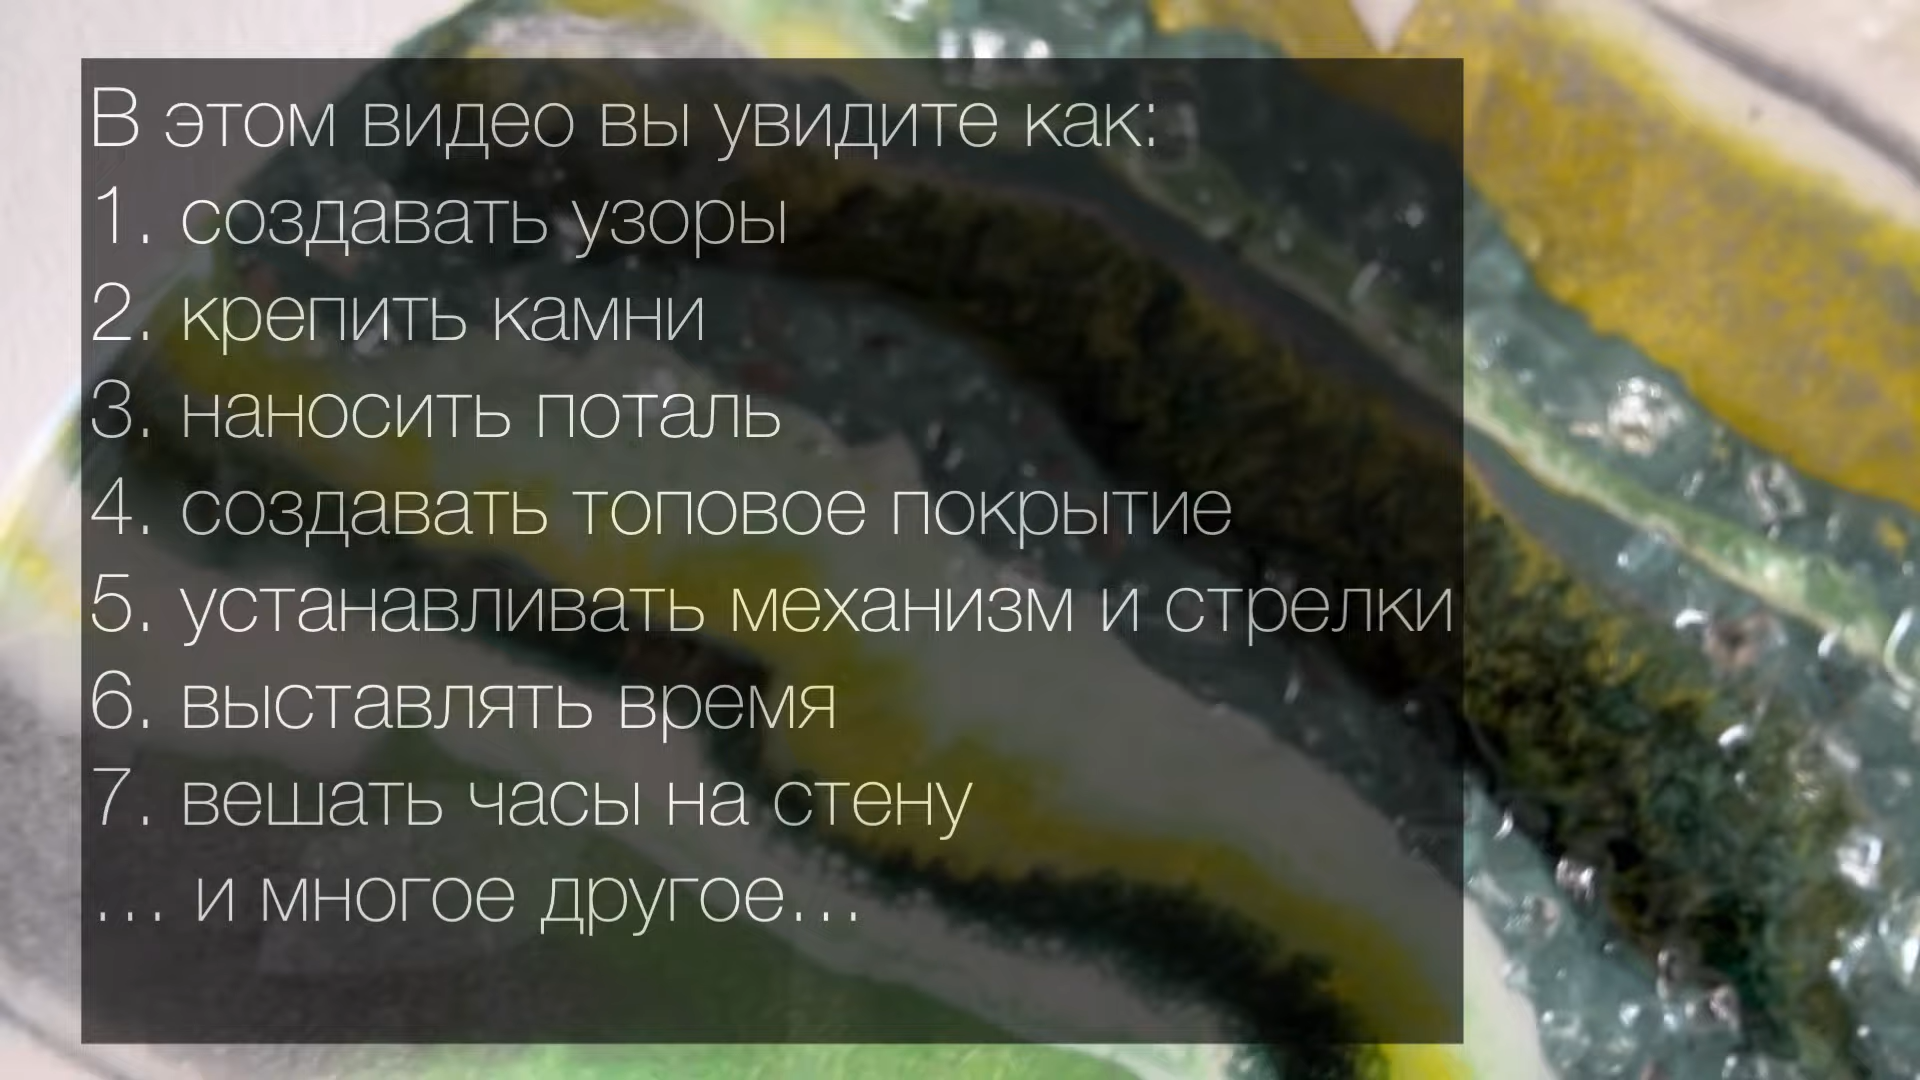 В этом видео вы увидите как:
1. создавать узоры
2. крепить камни
3. наносить поталь
4. создавать топовое покрытие
5. устанавливать механизм и стрелки
6. выставлять время
7. вешать часы на стену
... и многое другое...